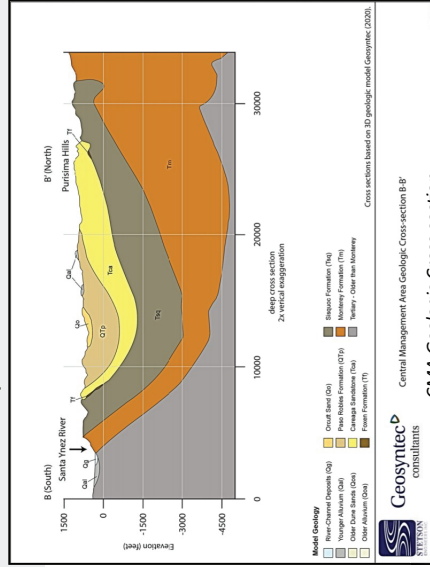 B (South)
B' (North)
Santa Ynez River
Purisima Hills
Qal
Qg
Tf
Qo
Qal
Tf
QTp
Tca
Tsq
Tm
1500
0
-1500
-3000
-4500
Elevation (feet)
0
10000
20000
30000
deep cross section
2x verical exaggeration
Cross sections based on 3D geologic model Geosyntec (2020).
Model Geology
River-Channel Deposits (Qg)
Younger Alluvium (Qal)
Older Dune Sands (Qos)
Older Alluvium (Qoa)
Orcutt Sand (Qo)
Paso Robles Formation (QTp)
Careaga Sandstone (Tca)
Foxen Formation (Tf)
Sisquoc Formation (Tsq)
Monterey Formation (Tm)
Tertiary - Older than Monterey
STETSON
Geosyntec
consultants
Central Management Area Geologic Cross-section B-B'